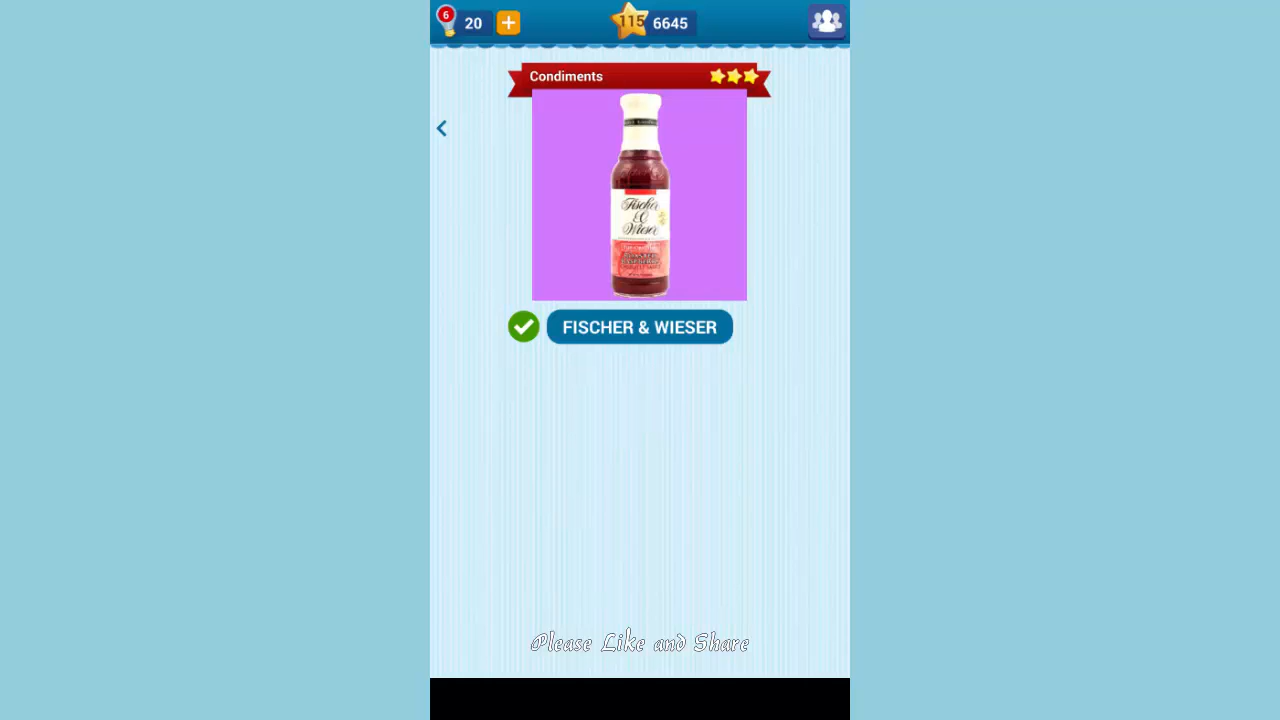 6
20
115
6645
Condiments
Fischer
&
Wieser
FISCHER & WIESER
Please Like and Share